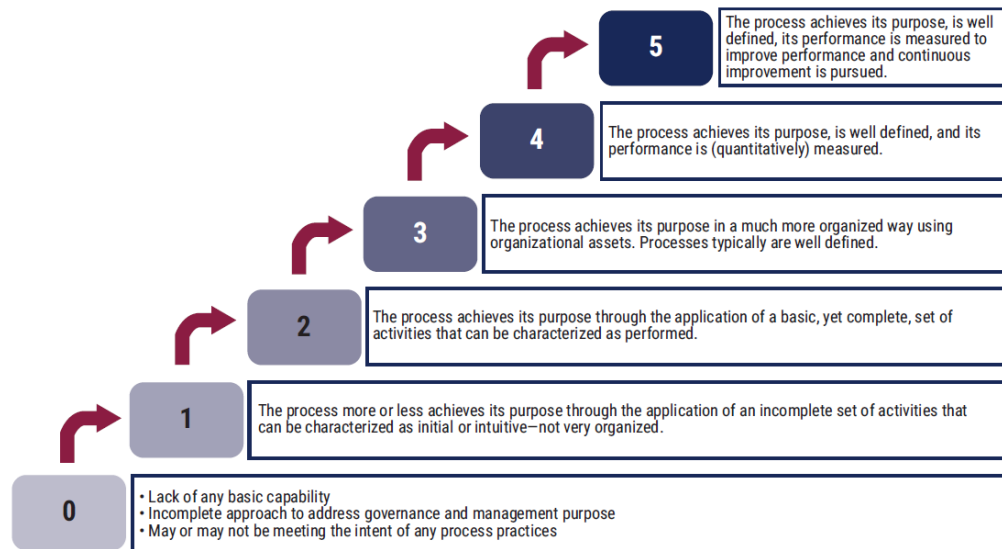 5
The process achieves its purpose, is well
defined, its performance is measured to
improve performance and continuous
improvement is pursued.
4
The process achieves its purpose, is well defined, and its
performance is (quantitatively) measured.
3
The process achieves its purpose in a much more organized way using
organizational assets. Processes typically are well defined.
2
The process achieves its purpose through the application of a basic, yet complete, set of
activities that can be characterized as performed.
1
The process more or less achieves its purpose through the application of an incomplete set of activities that
can be characterized as initial or intuitive—not very organized.
0
• Lack of any basic capability
• Incomplete approach to address governance and management purpose
• May or may not be meeting the intent of any process practices